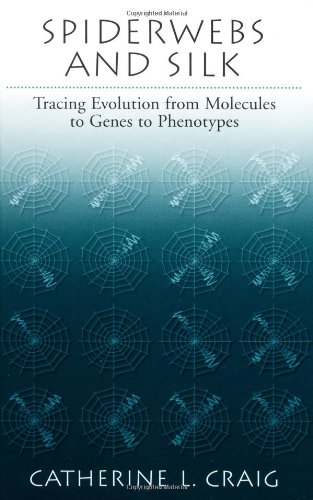 SPIDERWEBS
AND SILK
Tracing Evolution from Molecules
to Genes to Phenotypes
CATHERINE L. CRAIG